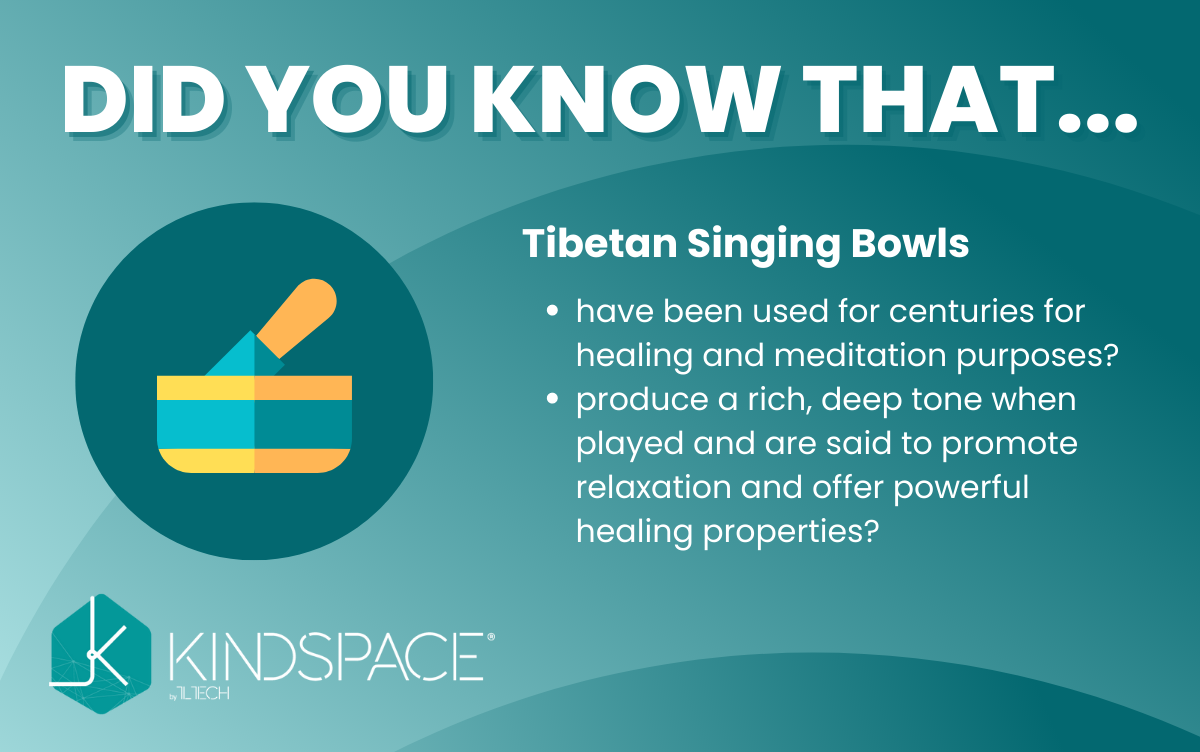 DID YOU KNOW THAT...
Tibetan Singing Bowls
• have been used for centuries for
healing and meditation purposes?
• produce a rich, deep tone when
played and are said to promote
relaxation and offer powerful
healing properties?
KINDSPACE®
by 1L1TECH